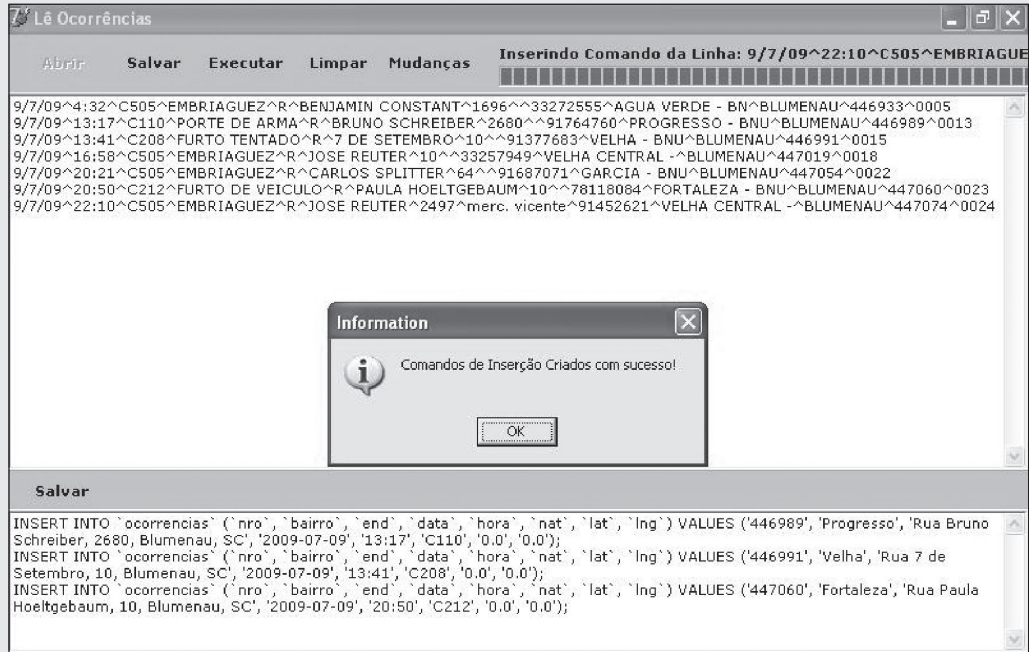 Lê Ocorrências
Abrir Salvar Executar Limpar Mudanças
Inserindo Comando da Linha: 9/7/09^22:10^C505^EMBRIAGUE
9/7/09^4:32^C505^EMBRIAGUEZ^R^BENJAMIN CONSTANT^1696^^33272555^AGUA VERDE - BN^BLUMENAU^446933^0005
9/7/09^13:17^C110^PORTE DE ARMA^R^BRUNO SCHREIBER^2680^^91764760^PROGRESSO - BNU^BLUMENAU^446989^0013
9/7/09^13:41^C208^FURTO TENTADO^R^7 DE SETEMBRO^10^^91377683^VELHA - BNU^BLUMENAU^446991^0015
9/7/09^16:58^C505^EMBRIAGUEZ^R^JOSE REUTER^10^^33257949^VELHA CENTRAL -^BLUMENAU^447019^0018
9/7/09^20:21^C505^EMBRIAGUEZ^R^CARLOS SPLITTER^64^^91687071^GARCIA - BNU^BLUMENAU^447054^0022
9/7/09^20:50^C212^FURTO DE VEICULO^R^PAULA HOELTGEBAUM^10^^78118084^FORTALEZA - BNU^BLUMENAU^447060^0023
9/7/09^22:10^C505^EMBRIAGUEZ^R^JOSE REUTER^2497^merc. vicente^91452621^VELHA CENTRAL -^BLUMENAU^447074^0024
Information
Comandos de Inserção Criados com sucesso!
OK
Salvar
INSERT INTO `ocorrencias` (`nro`, `bairro`, `end`, `data`, `hora`, `nat`, `lat`, `lng`) VALUES ('446989', 'Progresso', 'Rua Bruno
Schreiber, 2680, Blumenau, SC', '2009-07-09', '13:17', 'C110', '0.0', '0.0');
INSERT INTO `ocorrencias` (`nro`, `bairro`, `end`, `data`, `hora`, `nat`, `lat`, `lng`) VALUES ('446991', 'Velha', 'Rua 7 de
Setembro, 10, Blumenau, SC', '2009-07-09', '13:41', 'C208', '0.0', '0.0');
INSERT INTO `ocorrencias` (`nro`, `bairro`, `end`, `data`, `hora`, `nat`, `lat`, `lng`) VALUES ('447060', 'Fortaleza', 'Rua Paula
Hoeltgebaum, 10, Blumenau, SC', '2009-07-09', '20:50', 'C212', '0.0', '0.0');